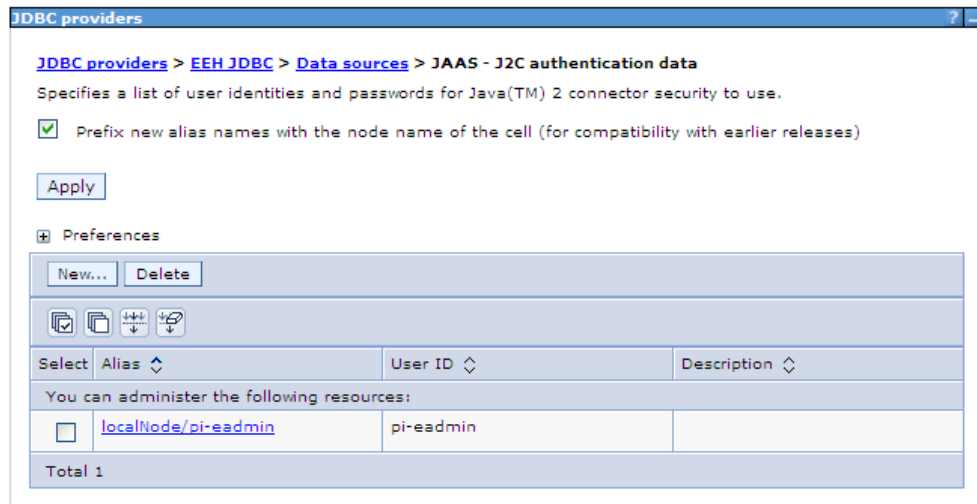 JDBC providers ? –
JDBC providers > EEH JDBC > Data sources > JAAS - J2C authentication data
Specifies a list of user identities and passwords for Java(TM) 2 connector security to use.
Prefix new alias names with the node name of the cell (for compatibility with earlier releases)
Apply
Preferences
New... Delete
Select Alias User ID Description
You can administer the following resources:
localNode/pi-eadmin pi-eadmin
Total 1